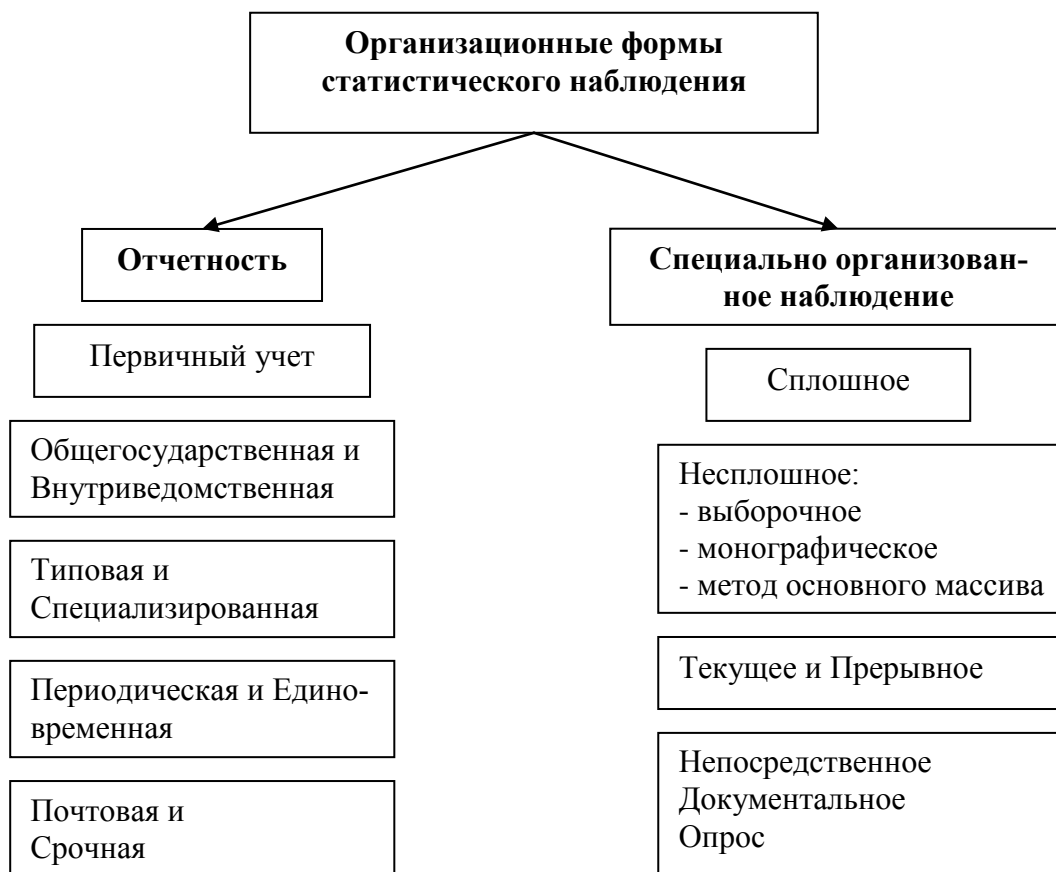 Организационные формы
статистического наблюдения
Отчетность
Специально организован-
ное наблюдение
Первичный учет
Сплошное
Общегосударственная и
Внутриведомственная
Несплошное:
- выборочное
- монографическое
- метод основного массива
Типовая и
Специализированная
Текущее и Прерывное
Периодическая и Едино-
временная
Непосредственное
Документальное
Опрос
Почтовая и
Срочная